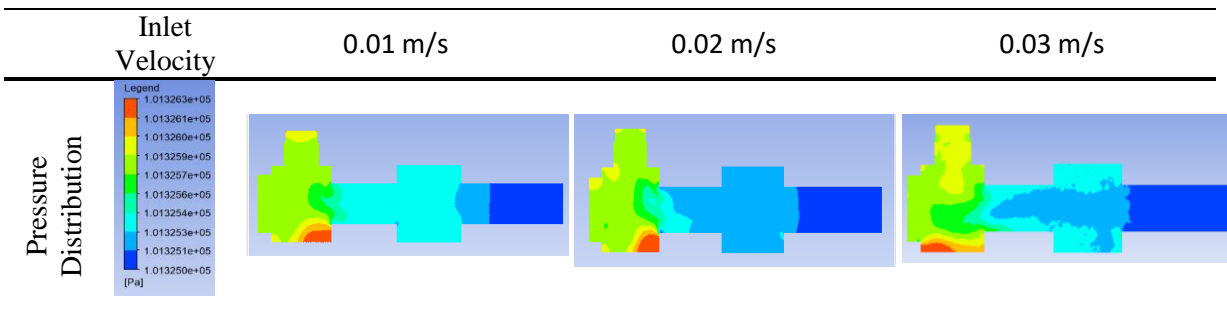 Inlet
Velocity
0.01 m/s
0.02 m/s
0.03 m/s
Pressure
Distribution
Legend
1.013263e+05
1.013261e+05
1.013260e+05
1.013259e+05
1.013257e+05
1.013256e+05
1.013254e+05
1.013253e+05
1.013251e+05
1.013250e+05
[Pa]